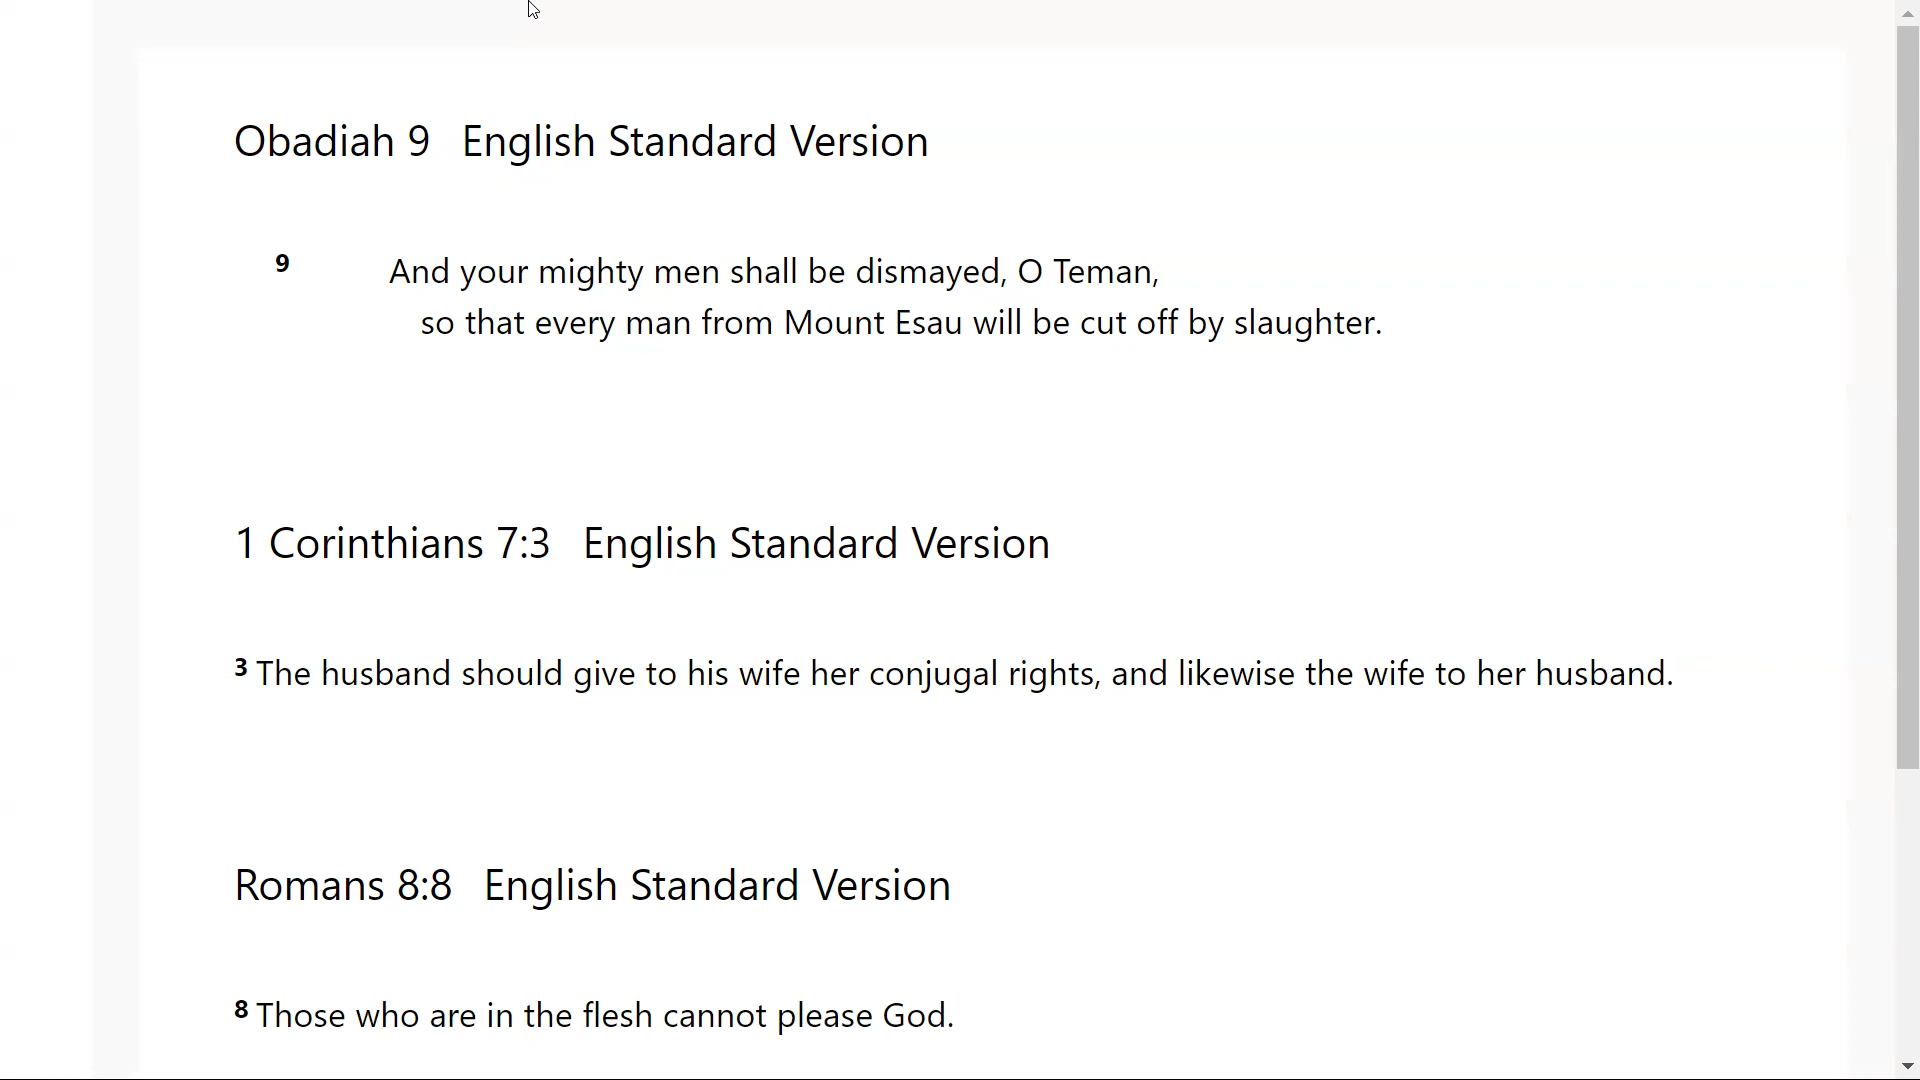 Obadiah 9 English Standard Version
9 And your mighty men shall be dismayed, O Teman,
so that every man from Mount Esau will be cut off by slaughter.
1 Corinthians 7:3 English Standard Version
3 The husband should give to his wife her conjugal rights, and likewise the wife to her husband.
Romans 8:8 English Standard Version
8 Those who are in the flesh cannot please God.